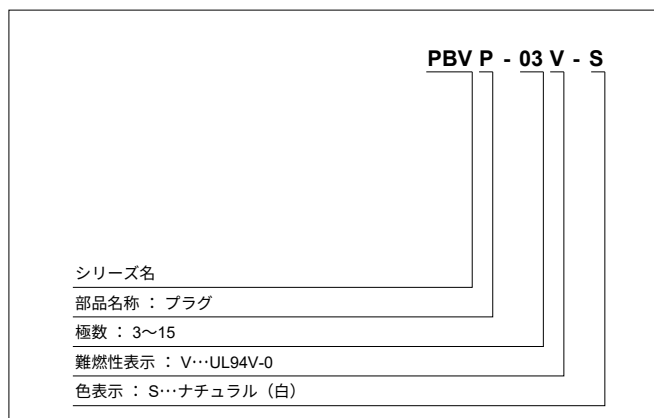 PBV P - 03 V - S
シリーズ名
部品名称 ： プラグ
極数 ： 3～15
難燃性表示 ： V…UL94V-0
色表示 ： S…ナチュラル（白）